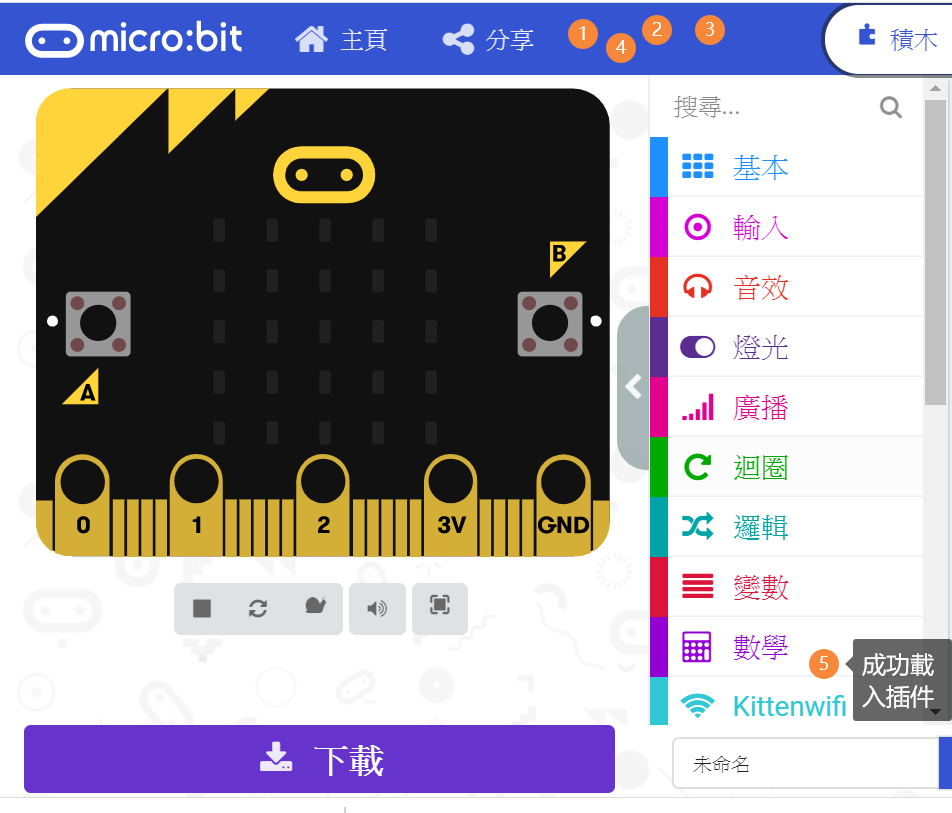 micro:bit 主頁 分享 1 4 2 3 積木
搜尋...
基本
輸入
音效
燈光
廣播
迴圈
邏輯
變數
數學
Kittenwifi
5 成功載
入插件
B
A
0 1 2 3V GND
下載
未命名